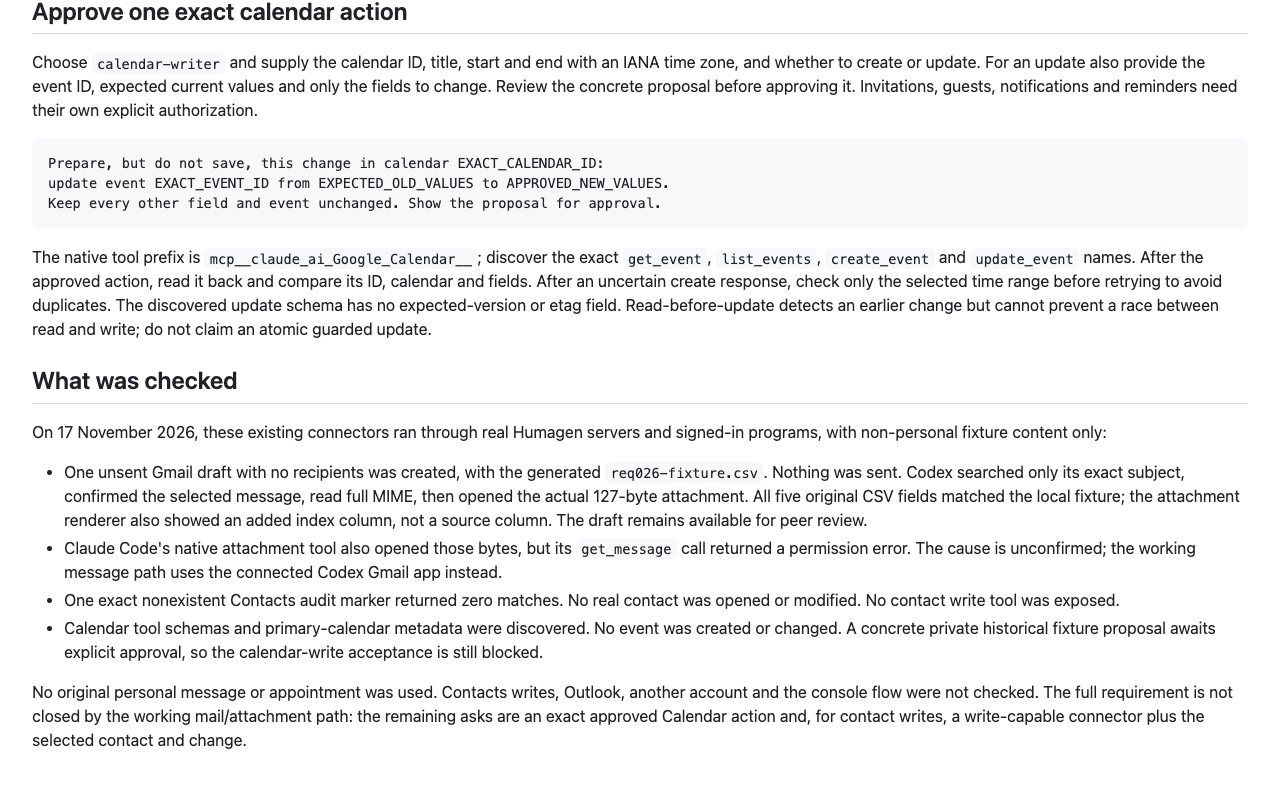 Approve one exact calendar action
Choose calendar-writer and supply the calendar ID, title, start and end with an IANA time zone, and whether to create or update. For an update also provide the
event ID, expected current values and only the fields to change. Review the concrete proposal before approving it. Invitations, guests, notifications and reminders need
their own explicit authorization.
Prepare, but do not save, this change in calendar EXACT_CALENDAR_ID:
update event EXACT_EVENT_ID from EXPECTED_OLD_VALUES to APPROVED_NEW_VALUES.
Keep every other field and event unchanged. Show the proposal for approval.
The native tool prefix is mcp__claude_ai_Google_Calendar__; discover the exact get_event, list_events, create_event and update_event names. After the
approved action, read it back and compare its ID, calendar and fields. After an uncertain create response, check only the selected time range before retrying to avoid
duplicates. The discovered update schema has no expected-version or etag field. Read-before-update detects an earlier change but cannot prevent a race between
read and write; do not claim an atomic guarded update.
What was checked
On 17 November 2026, these existing connectors ran through real Humagen servers and signed-in programs, with non-personal fixture content only:
• One unsent Gmail draft with no recipients was created, with the generated req026-fixture.csv. Nothing was sent. Codex searched only its exact subject,
confirmed the selected message, read full MIME, then opened the actual 127-byte attachment. All five original CSV fields matched the local fixture; the attachment
renderer also showed an added index column, not a source column. The draft remains available for peer review.
• Claude Code's native attachment tool also opened those bytes, but its get_message call returned a permission error. The cause is unconfirmed; the working
message path uses the connected Codex Gmail app instead.
• One exact nonexistent Contacts audit marker returned zero matches. No real contact was opened or modified. No contact write tool was exposed.
• Calendar tool schemas and primary-calendar metadata were discovered. No event was created or changed. A concrete private historical fixture proposal awaits
explicit approval, so the calendar-write acceptance is still blocked.
No original personal message or appointment was used. Contacts writes, Outlook, another account and the console flow were not checked. The full requirement is not
closed by the working mail/attachment path: the remaining asks are an exact approved Calendar action and, for contact writes, a write-capable connector plus the
selected contact and change.